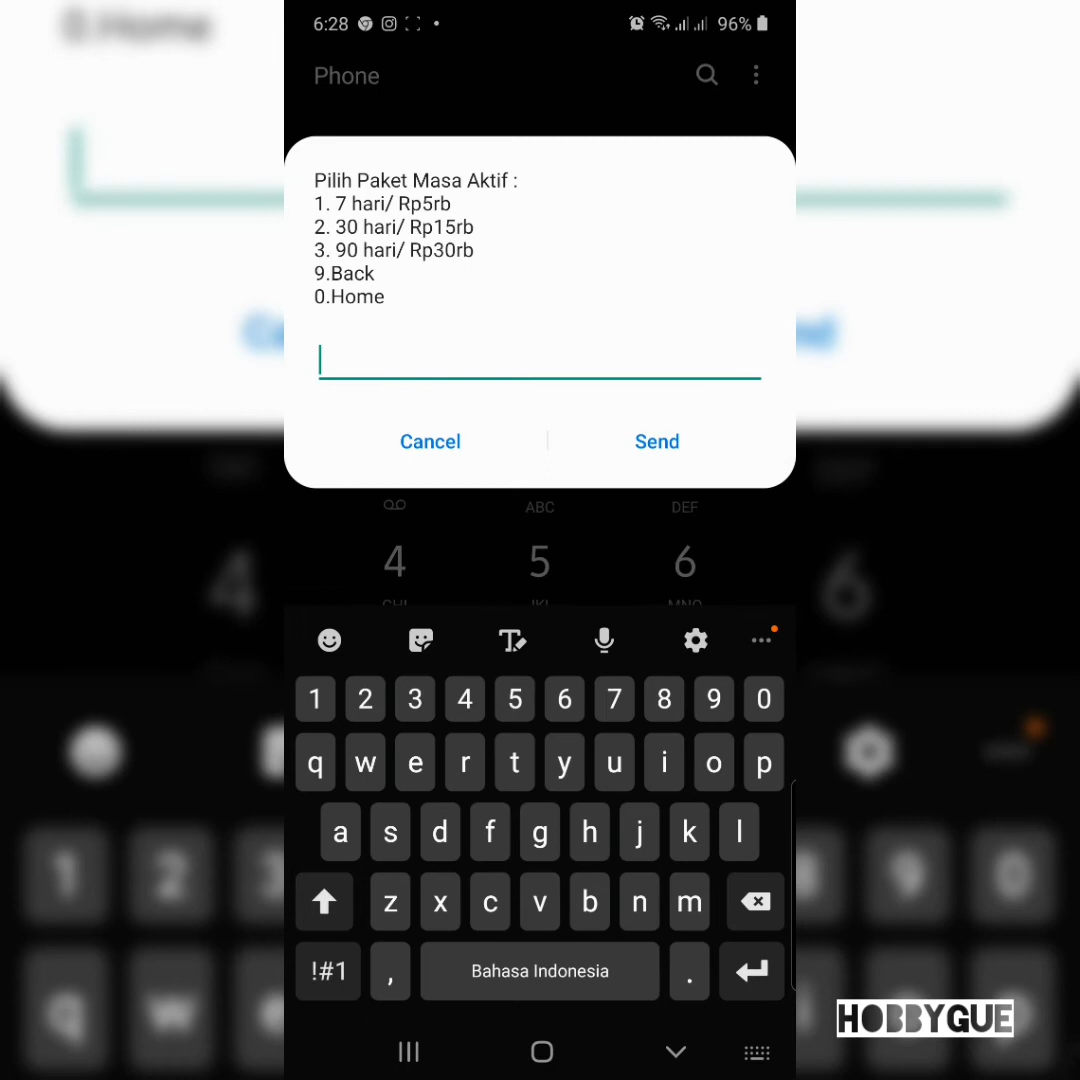 0.Home
6:28
96%
Phone
Pilih Paket Masa Aktif :
1. 7 hari/ Rp5rb
2. 30 hari/ Rp15rb
3. 90 hari/ Rp30rb
9.Back
0.Home
Cancel
Send
ABC
DEF
4
5
6
1 2 3 4 5 6 7 8 9 0
q w e r t y u i o p
a s d f g h j k l
z x c v b n m
!#1 , Bahasa Indonesia .
HOBBYGUE